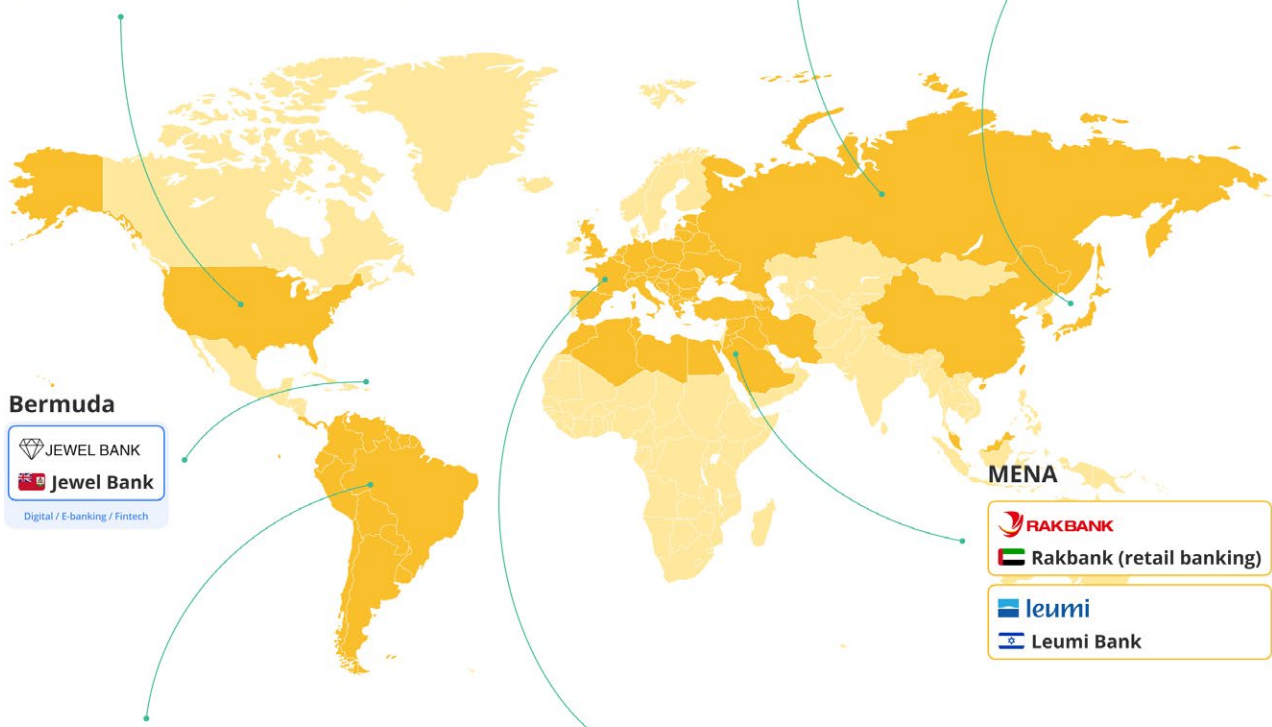 Bermuda
JEWEL BANK
Jewel Bank
Digital / E-banking / Fintech
MENA
RAKBANK
Rakbank (retail banking)
leumi
Leumi Bank